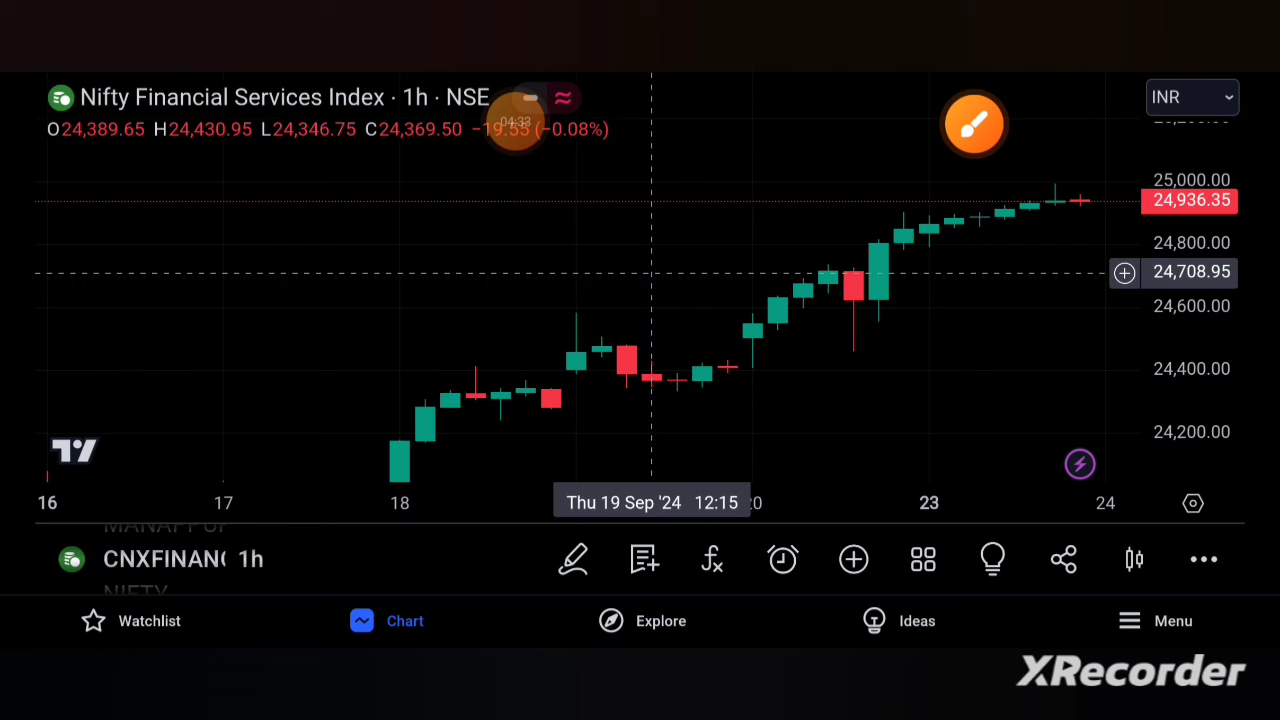 Nifty Financial Services Index · 1h · NSE
INR
O24,389.65 H24,430.95 L24,346.75 C24,369.50 −19.55 (−0.08%)
04:33
25,000.00
24,936.35
24,800.00
24,708.95
24,600.00
24,400.00
24,200.00
16 17 18 Thu 19 Sep '24 12:15 20 23 24
CNXFINANC 1h
NIFTY
Watchlist Chart Explore Ideas Menu
XRecorder